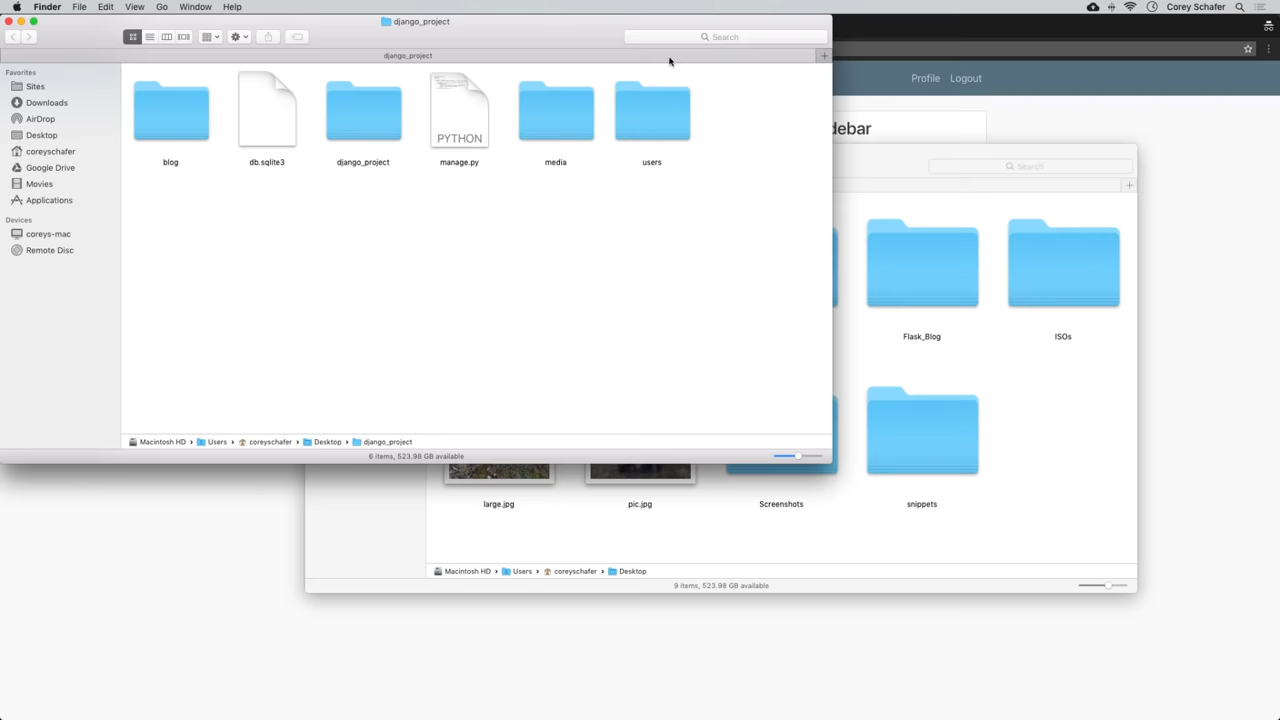 Finder File Edit View Go Window Help Corey Schafer
django_project
Search
django_project
Profile Logout
debar
Favorites
Sites
Downloads
AirDrop
Desktop
coreyschafer
Google Drive
Movies
Applications
Devices
coreys-mac
Remote Disc
PYTHON
blog db.sqlite3 django_project manage.py media users
Macintosh HD › Users › coreyschafer › Desktop › django_project
6 items, 523.98 GB available
Search
Flask_Blog ISOs
large.jpg pic.jpg Screenshots snippets
Macintosh HD › Users › coreyschafer › Desktop
9 items, 523.98 GB available